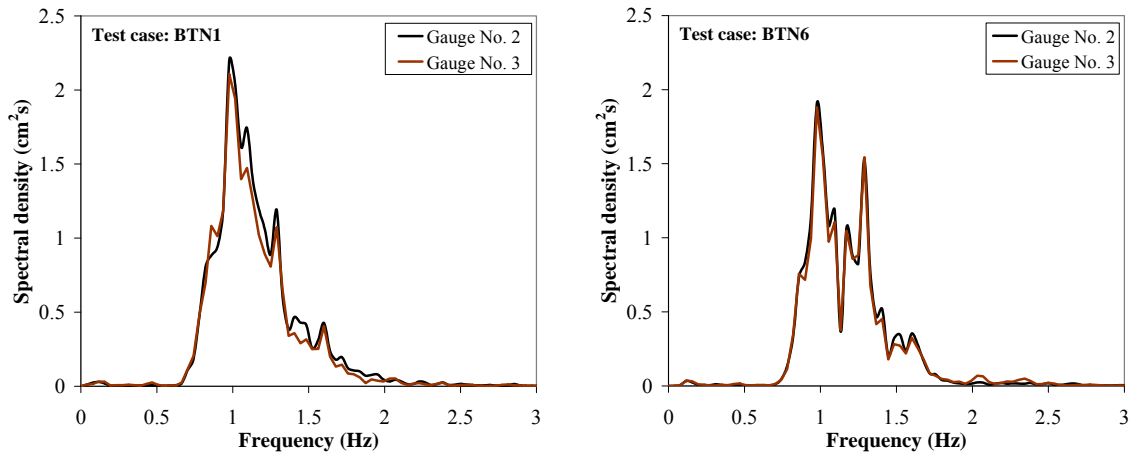 Test case: BTN1
Gauge No. 2
Gauge No. 3
Spectral density (cm²s)
2.5
2
1.5
1
0.5
0
0 0.5 1 1.5 2 2.5 3
Frequency (Hz)
Test case: BTN6
Gauge No. 2
Gauge No. 3
Spectral density (cm²s)
2.5
2
1.5
1
0.5
0
0 0.5 1 1.5 2 2.5 3
Frequency (Hz)